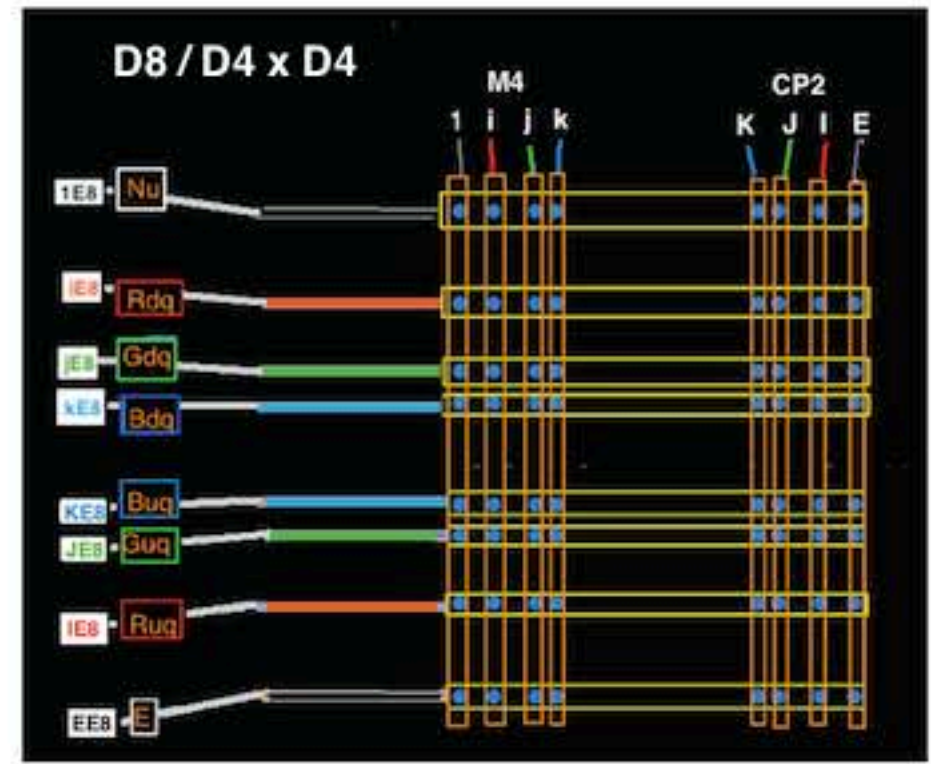 D8 / D4 x D4
M4 CP2
1 i j k K J I E
1E8 Nu
iE8 Rdq
jE8 Gdq
kE8 Bdq
KE8 Buq
JE8 Guq
IE8 Ruq
EE8 E